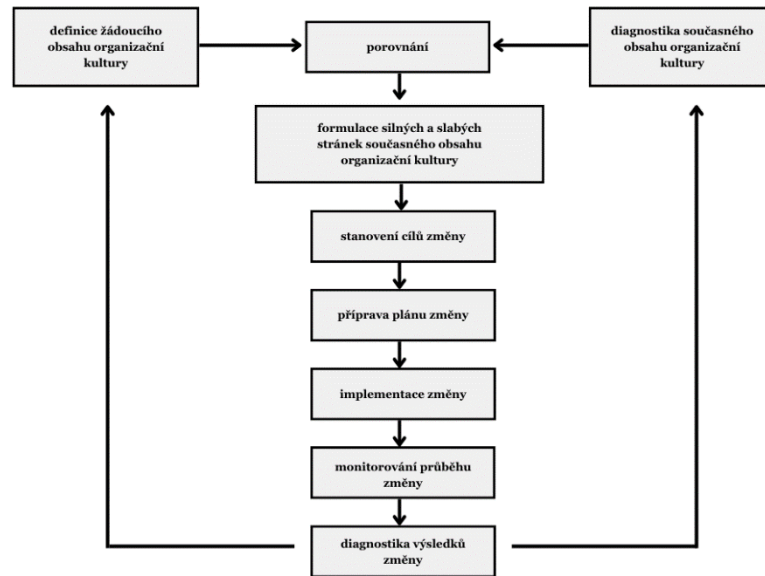 definice žádoucího
obsahu organizační
kultury
porovnání
diagnostika současného
obsahu organizační
kultury
formulace silných a slabých
stránek současného obsahu
organizační kultury
stanovení cílů změny
příprava plánu změny
implementace změny
monitorování průběhu
změny
diagnostika výsledků
změny